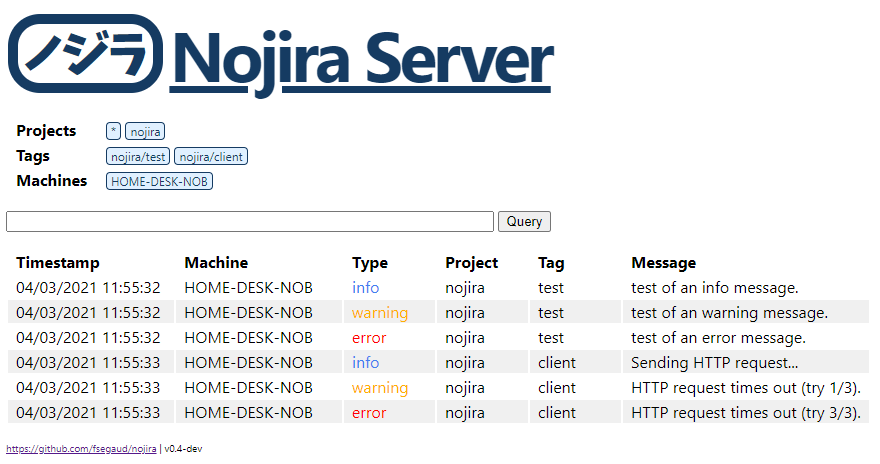 ノジラ Nojira Server
Projects * nojira
Tags nojira/test nojira/client
Machines HOME-DESK-NOB
Query
Timestamp Machine Type Project Tag Message
04/03/2021 11:55:32 HOME-DESK-NOB info nojira test test of an info message.
04/03/2021 11:55:32 HOME-DESK-NOB warning nojira test test of an warning message.
04/03/2021 11:55:32 HOME-DESK-NOB error nojira test test of an error message.
04/03/2021 11:55:33 HOME-DESK-NOB info nojira client Sending HTTP request...
04/03/2021 11:55:33 HOME-DESK-NOB warning nojira client HTTP request times out (try 1/3).
04/03/2021 11:55:33 HOME-DESK-NOB error nojira client HTTP request times out (try 3/3).
https://github.com/fsegaud/nojira | v0.4-dev